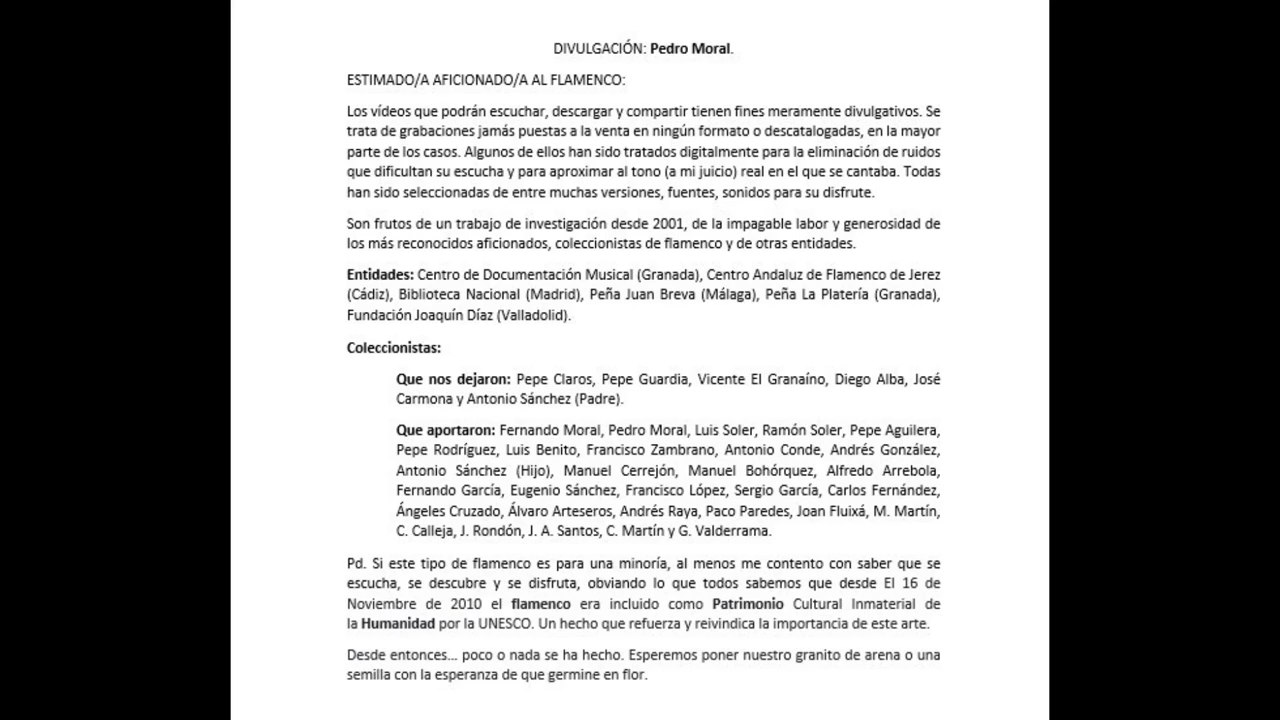 DIVULGACIÓN: Pedro Moral.
ESTIMADO/A AFICIONADO/A AL FLAMENCO:
Los vídeos que podrán escuchar, descargar y compartir tienen fines meramente divulgativos. Se
trata de grabaciones jamás puestas a la venta en ningún formato o descatalogadas, en la mayor
parte de los casos. Algunos de ellos han sido tratados digitalmente para la eliminación de ruidos
que dificultan su escucha y para aproximar al tono (a mi juicio) real en el que se cantaba. Todas
han sido seleccionadas de entre muchas versiones, fuentes, sonidos para su disfrute.
Son frutos de un trabajo de investigación desde 2001, de la impagable labor y generosidad de
los más reconocidos aficionados, coleccionistas de flamenco y de otras entidades.
Entidades: Centro de Documentación Musical (Granada), Centro Andaluz de Flamenco de Jerez
(Cádiz), Biblioteca Nacional (Madrid), Peña Juan Breva (Málaga), Peña La Platería (Granada),
Fundación Joaquín Díaz (Valladolid).
Coleccionistas:
Que nos dejaron: Pepe Claros, Pepe Guardia, Vicente El Granaíno, Diego Alba, José
Carmona y Antonio Sánchez (Padre).
Que aportaron: Fernando Moral, Pedro Moral, Luis Soler, Ramón Soler, Pepe Aguilera,
Pepe Rodríguez, Luis Benito, Francisco Zambrano, Antonio Conde, Andrés González,
Antonio Sánchez (Hijo), Manuel Cerrejón, Manuel Bohórquez, Alfredo Arrebola,
Fernando García, Eugenio Sánchez, Francisco López, Sergio García, Carlos Fernández,
Ángeles Cruzado, Álvaro Arteseros, Andrés Raya, Paco Paredes, Joan Fluixá, M. Martín,
C. Calleja, J. Rondón, J. A. Santos, C. Martín y G. Valderrama.
Pd. Si este tipo de flamenco es para una minoría, al menos me contento con saber que se
escucha, se descubre y se disfruta, obviando lo que todos sabemos que desde El 16 de
Noviembre de 2010 el flamenco era incluido como Patrimonio Cultural Inmaterial de
la Humanidad por la UNESCO. Un hecho que refuerza y reivindica la importancia de este arte.
Desde entonces... poco o nada se ha hecho. Esperemos poner nuestro granito de arena o una
semilla con la esperanza de que germine en flor.